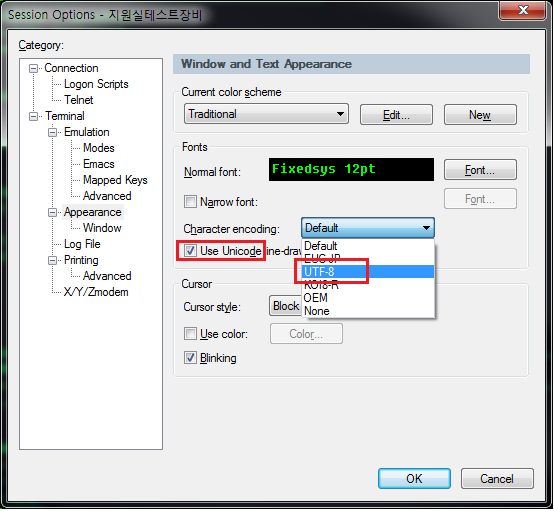 Session Options - 지원실테스트장비
Category:
Connection
Logon Scripts
Telnet
Terminal
Emulation
Modes
Emacs
Mapped Keys
Advanced
Appearance
Window
Log File
Printing
Advanced
X/Y/Zmodem
Window and Text Appearance
Current color scheme
Traditional
Edit...
New
Fonts
Normal font:
Fixedsys 12pt
Font...
Narrow font:
Font...
Character encoding:
Default
Use Unicode ine-draw
Default
EUC-JP
UTF-8
KOI8-R
OEM
None
Cursor
Cursor style:
Block
Use color:
Color...
Blinking
OK
Cancel